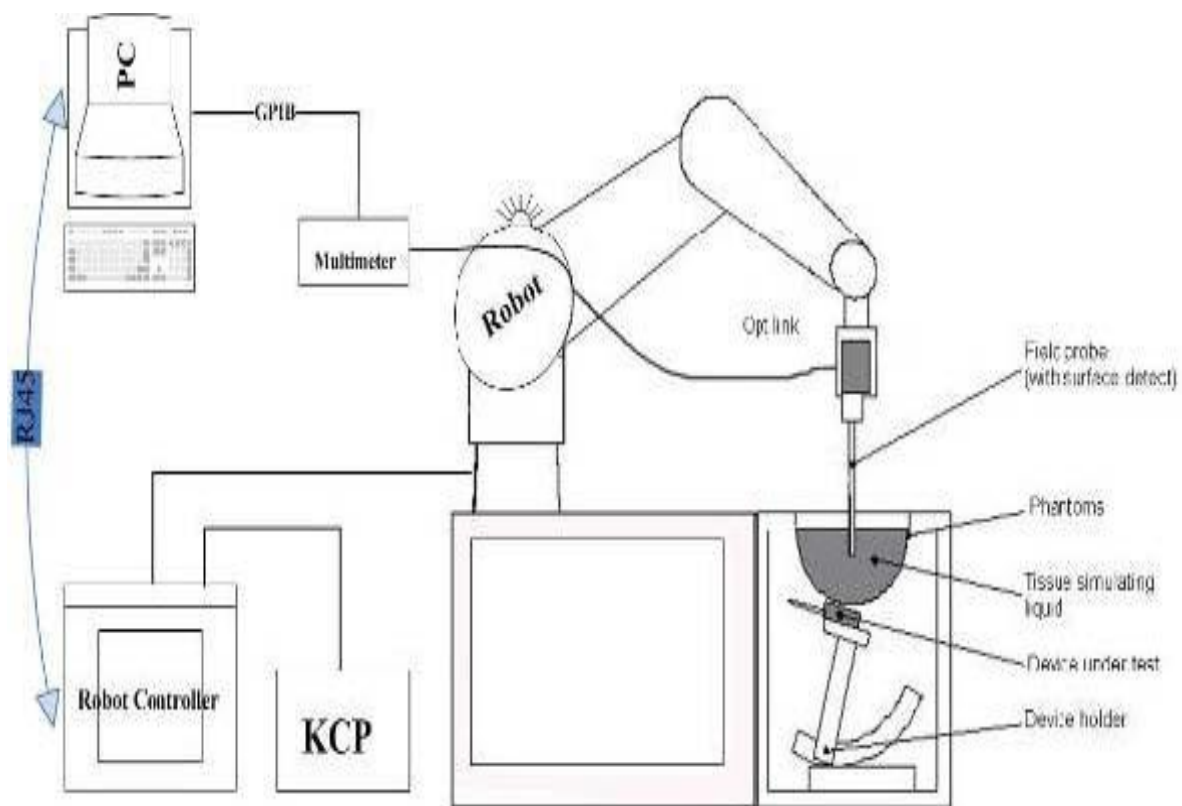 PC
GPIB
Multimeter
Robot
Opt link
Field probe
(with surface detect)
Phantoms
Tissue simulating
liquid
Device under test
Device holder
RJ45
Robot Controller
KCP